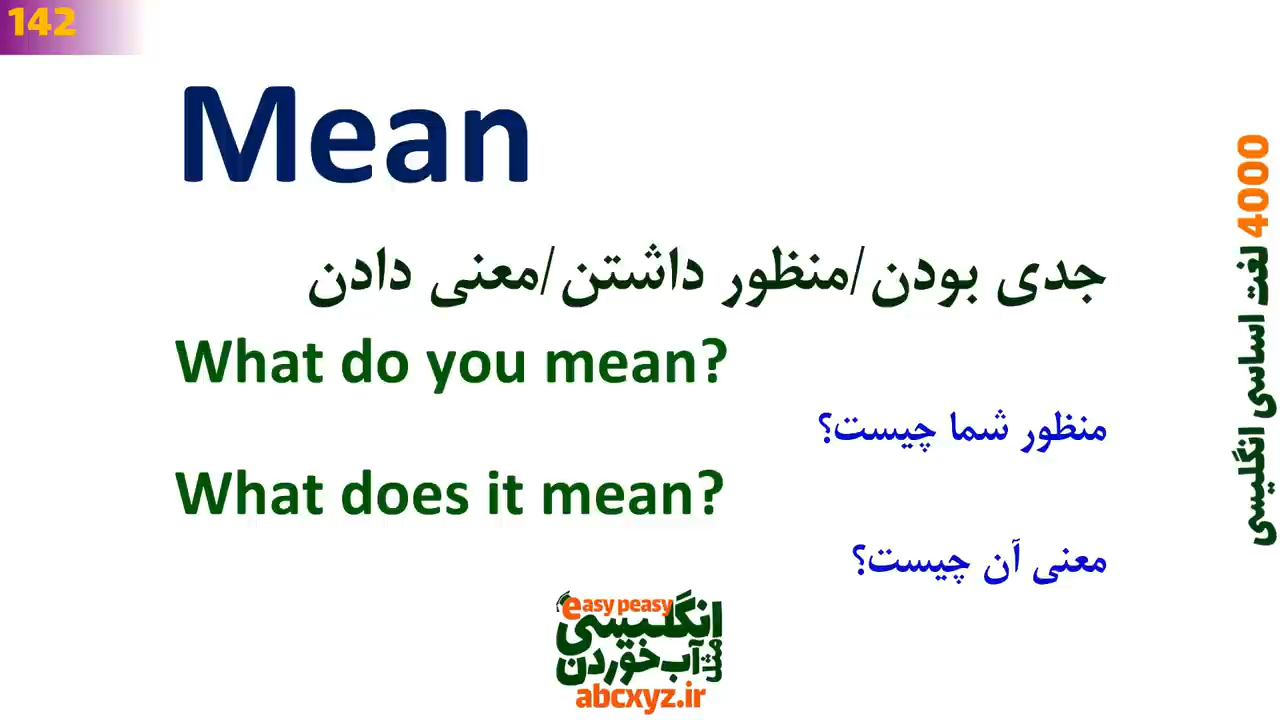 142
Mean
جدی بودن/منظور داشتن/معنی دادن
What do you mean?
منظور شما چیست؟
What does it mean?
معنی آن چیست؟
4000 لغت اساسی انگلیسی
easy peasy
انگلیسی
مثل آب خوردن
abcxyz.ir